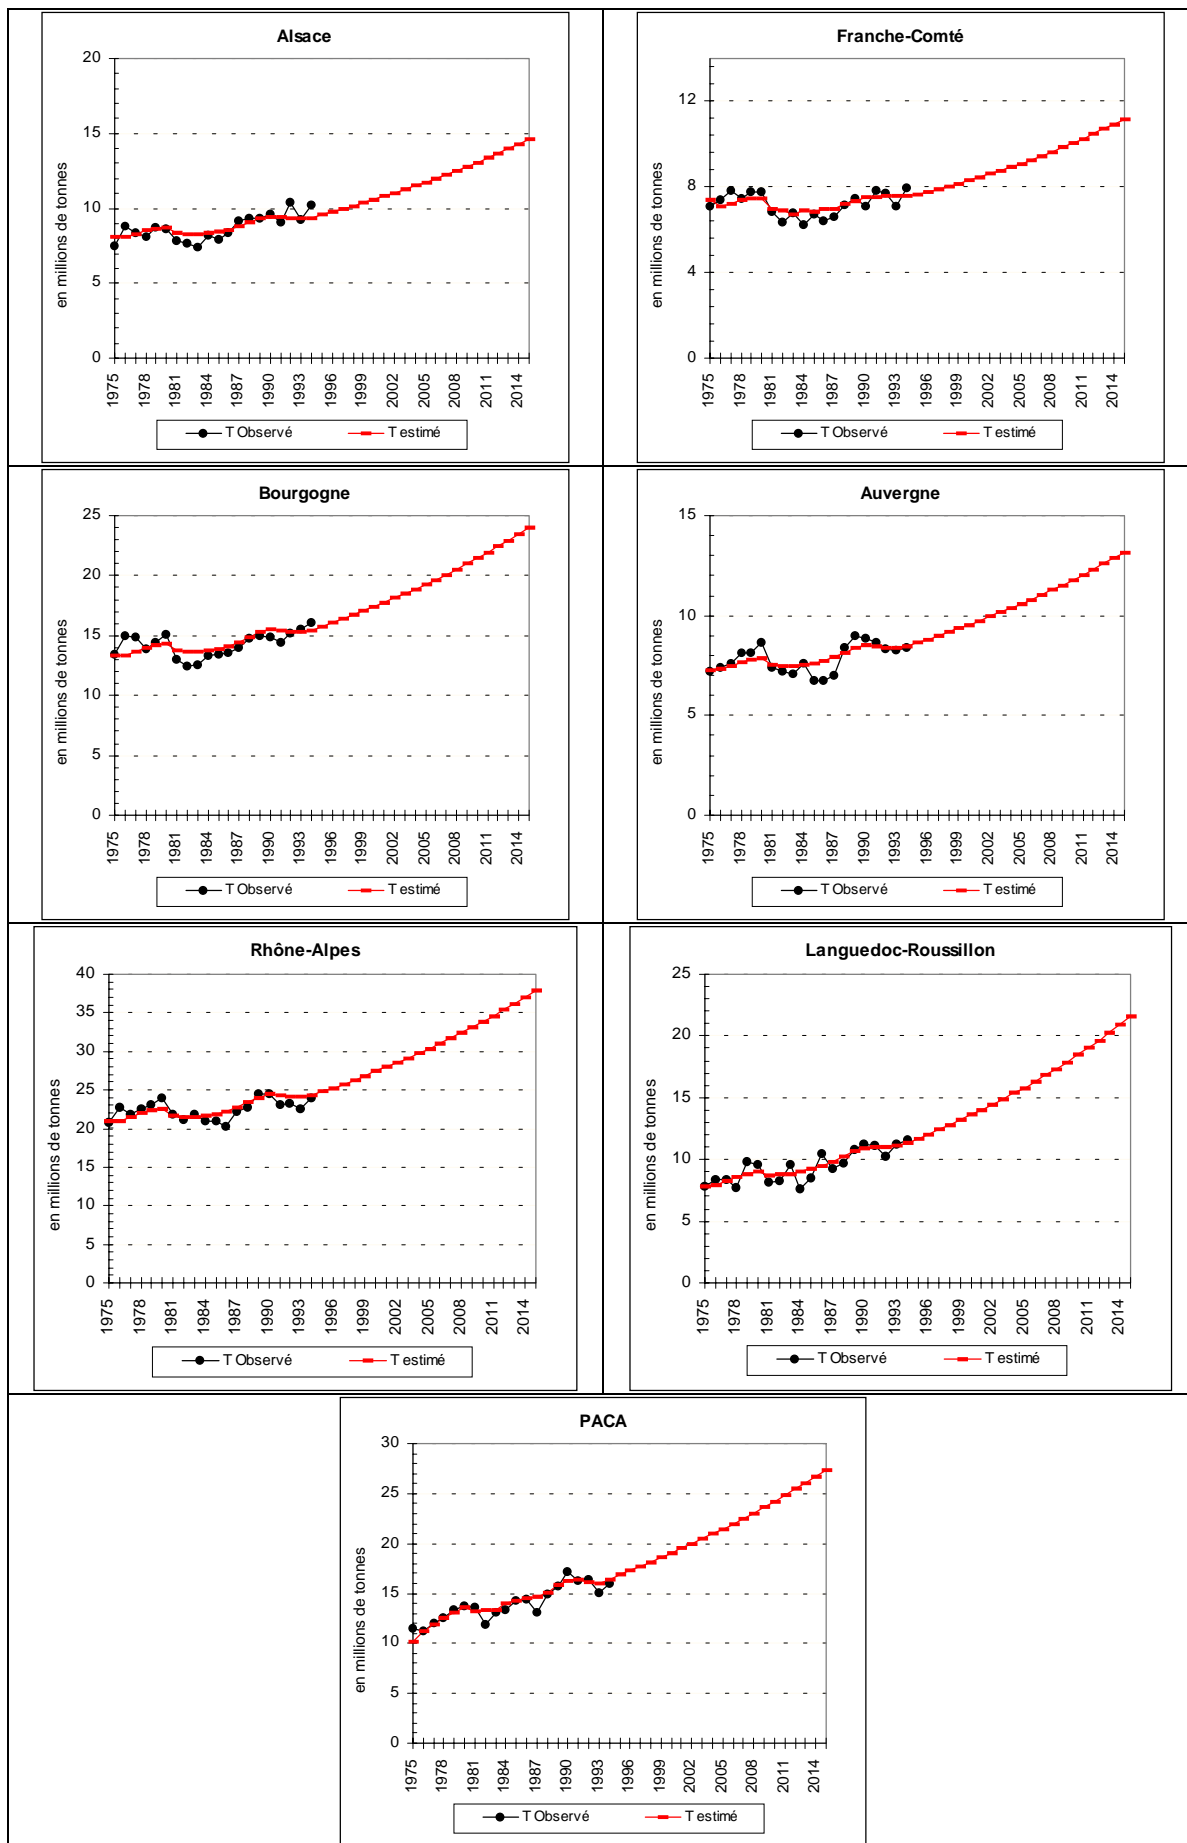 Alsace
20
15
10
5
0
en millions de tonnes
1975 1978 1981 1984 1987 1990 1993 1996 1999 2002 2005 2008 2011 2014
T Observé T estimé
Franche-Comté
12
8
4
0
en millions de tonnes
1975 1978 1981 1984 1987 1990 1993 1996 1999 2002 2005 2008 2011 2014
T Observé T estimé
Bourgogne
25
20
15
10
5
0
en millions de tonnes
1975 1978 1981 1984 1987 1990 1993 1996 1999 2002 2005 2008 2011 2014
T Observé T estimé
Auvergne
15
10
5
0
en millions de tonnes
1975 1978 1981 1984 1987 1990 1993 1996 1999 2002 2005 2008 2011 2014
T Observé T estimé
Rhône-Alpes
40
35
30
25
20
15
10
5
0
en millions de tonnes
1975 1978 1981 1984 1987 1990 1993 1996 1999 2002 2005 2008 2011 2014
T Observé T estimé
Languedoc-Roussillon
25
20
15
10
5
0
en millions de tonnes
1975 1978 1981 1984 1987 1990 1993 1996 1999 2002 2005 2008 2011 2014
T Observé T estimé
PACA
30
25
20
15
10
5
0
en millions de tonnes
1975 1978 1981 1984 1987 1990 1993 1996 1999 2002 2005 2008 2011 2014
T Observé T estimé